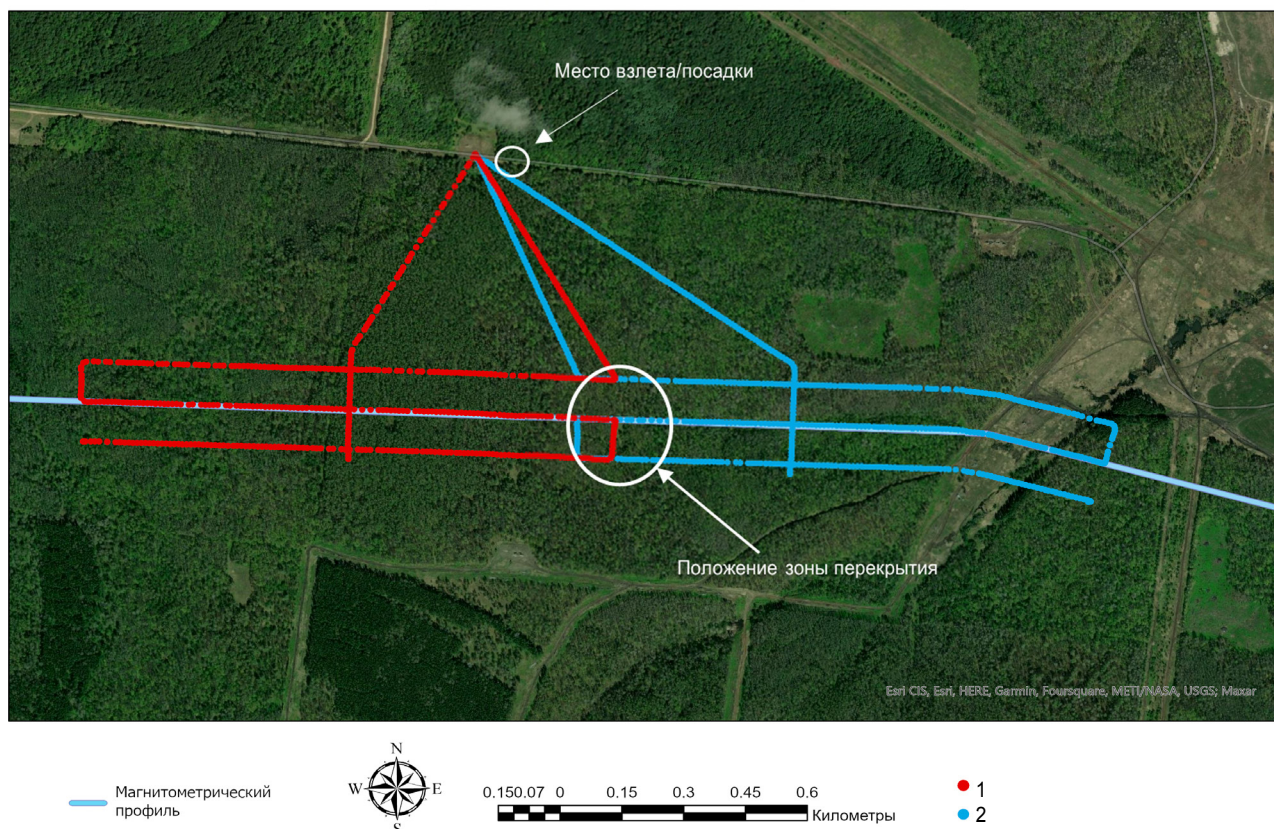 Место взлета/посадки
Положение зоны перекрытия
Esri CIS, Esri, HERE, Garmin, Foursquare, METI/NASA, USGS; Maxar
Магнитометрический
профиль
N
W E
S
0.150.07 0 0.15 0.3 0.45 0.6
Километры
1
2